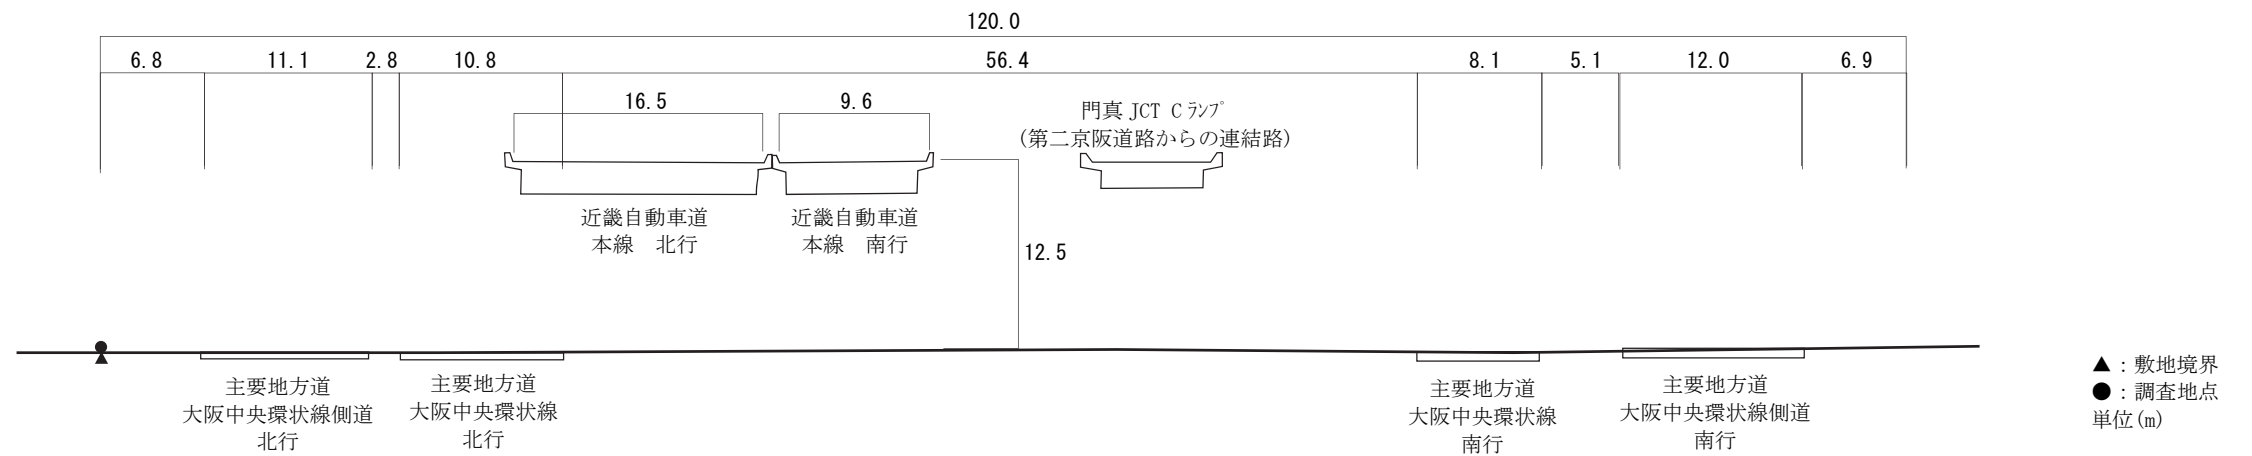 120.0
6.8 11.1 2.8 10.8 56.4 8.1 5.1 12.0 6.9
16.5 9.6
門真 JCT C ﾗﾝﾌﾟ
(第二京阪道路からの連結路)
近畿自動車道
本線 北行
近畿自動車道
本線 南行
12.5
主要地方道
大阪中央環状線側道
北行
主要地方道
大阪中央環状線
北行
主要地方道
大阪中央環状線
南行
主要地方道
大阪中央環状線側道
南行
▲：敷地境界
●：調査地点
単位(m)